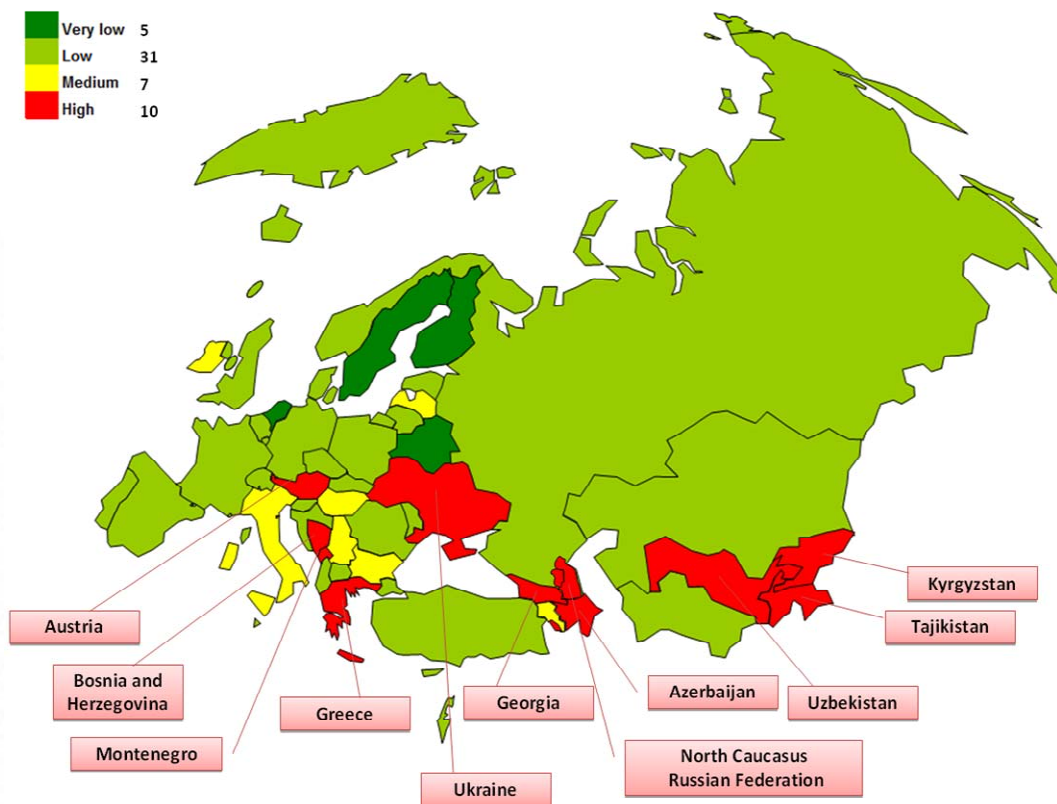 Very low 5
Low 31
Medium 7
High 10
Kyrgyzstan
Tajikistan
Austria
Bosnia and
Herzegovina
Azerbaijan
Georgia
Uzbekistan
Greece
Montenegro
North Caucasus
Russian Federation
Ukraine